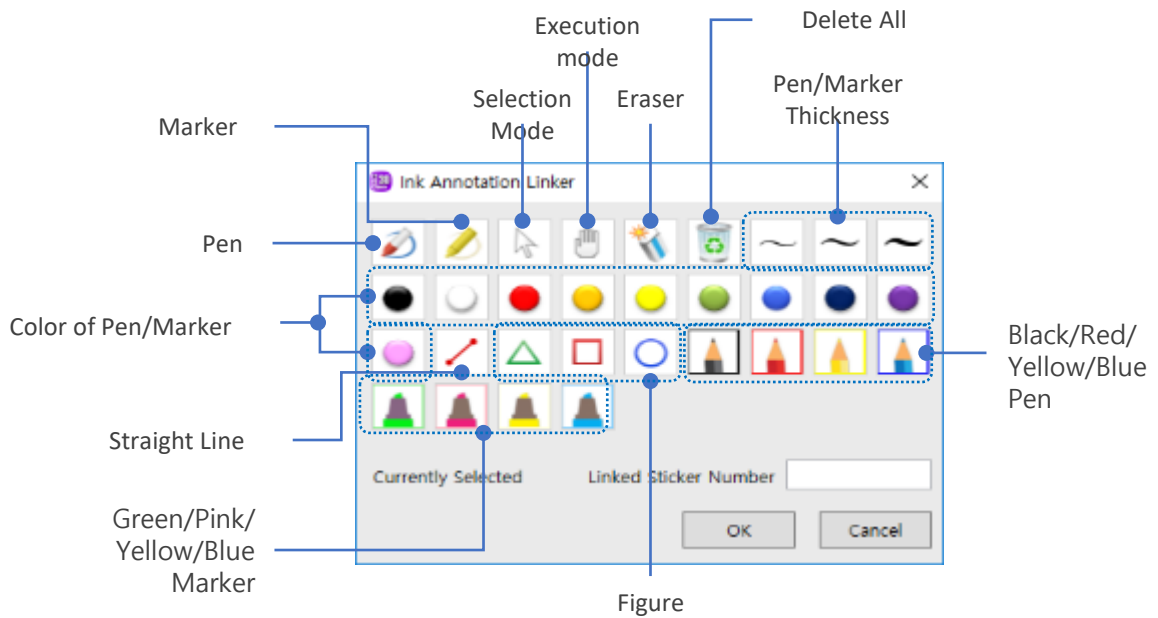 Delete All
Execution
mode
Pen/Marker
Thickness
Selection
Mode
Eraser
Marker
Ink Annotation Linker
Pen
Color of Pen/Marker
Black/Red/
Yellow/Blue
Pen
Straight Line
Currently Selected
Linked Sticker Number
Green/Pink/
Yellow/Blue
Marker
OK
Cancel
Figure